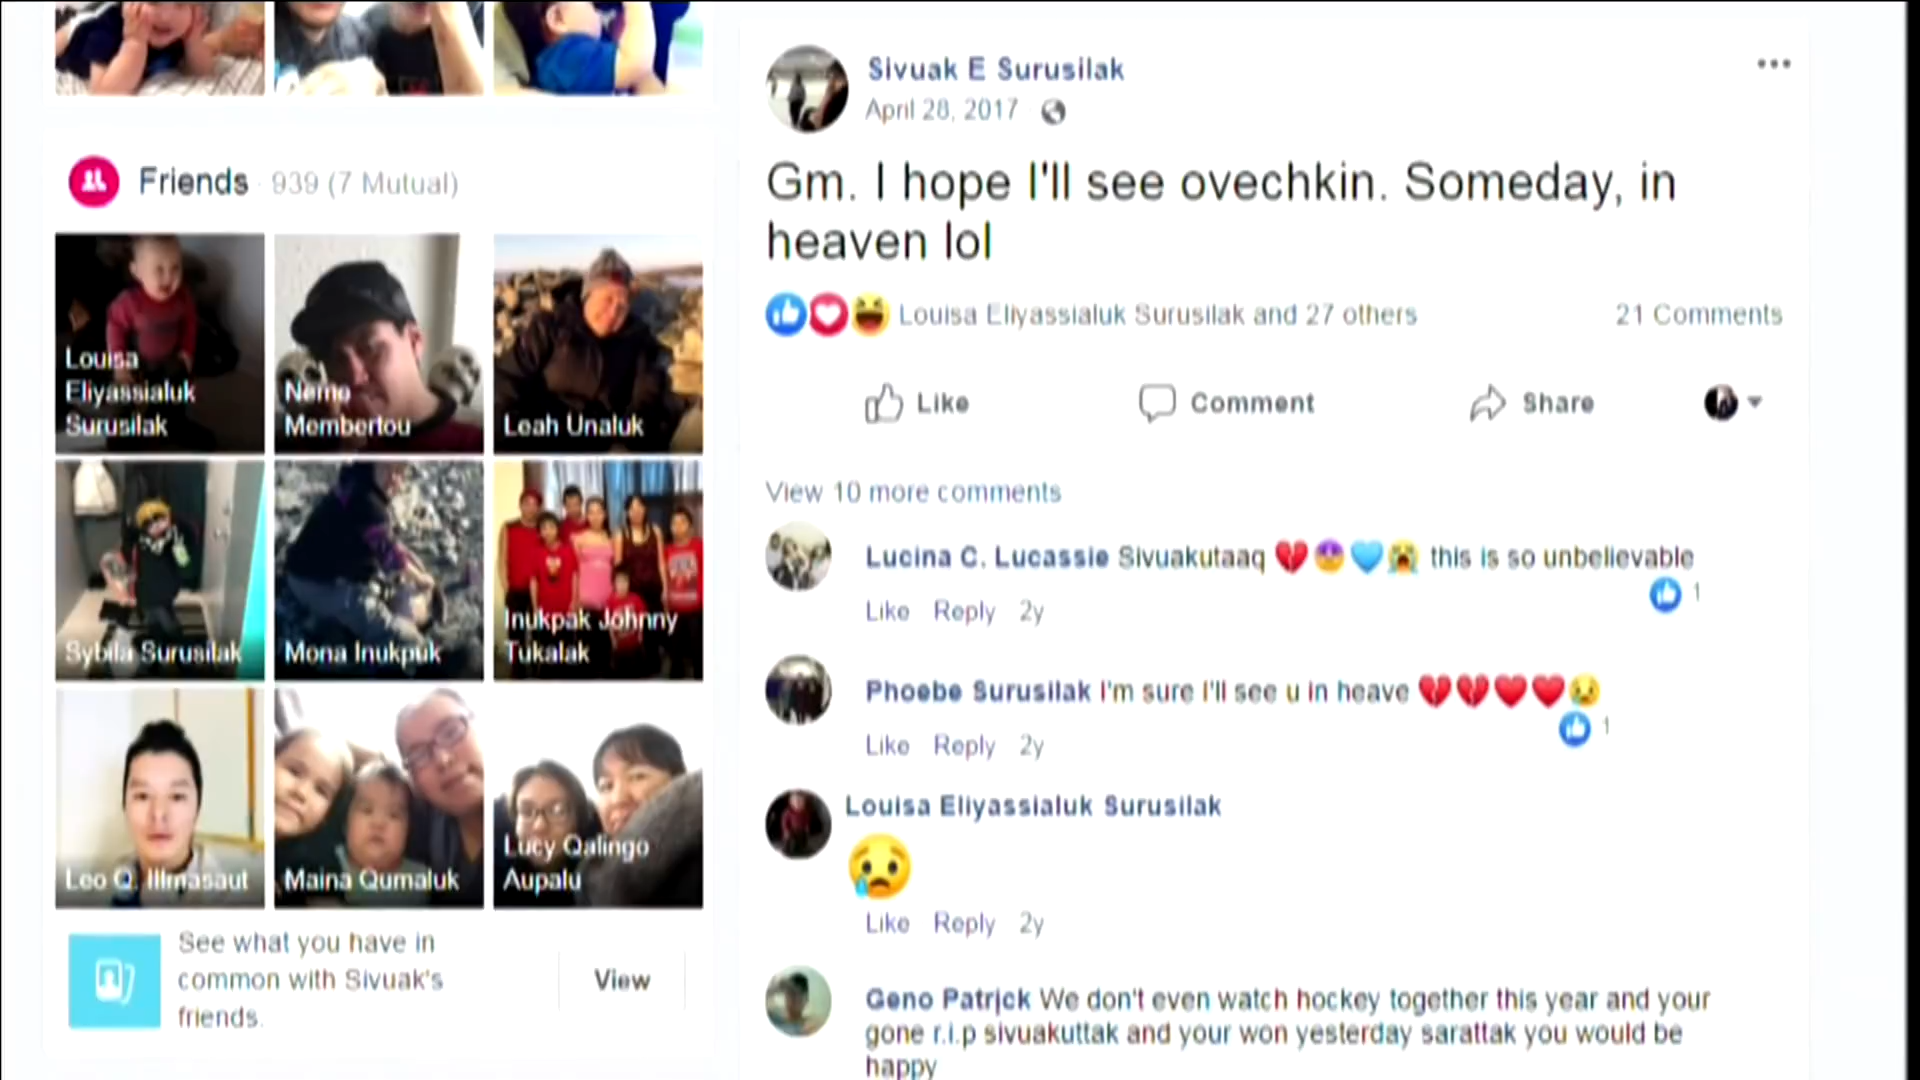 Friends · 939 (7 Mutual)
Louisa
Eliyassialuk
Surusilak
Nemo
Membertou
Leah Unaluk
Sybila Surusilak
Mona Inukpuk
Inukpak Johnny
Tukalak
Leo Q. Illmasaut
Maina Qumaluk
Lucy Qalingo
Aupalu
See what you have in
common with Sivuak's
friends.
View
Sivuak E Surusilak
April 28, 2017
Gm. I hope I'll see ovechkin. Someday, in
heaven lol
Louisa Eliyassialuk Surusilak and 27 others
21 Comments
Like
Comment
Share
View 10 more comments
Lucina C. Lucassie Sivuakutaaq 💔😍💙😭 this is so unbelievable
1
Like Reply 2y
Phoebe Surusilak I'm sure I'll see u in heave 💔💔❤️❤️😢
1
Like Reply 2y
Louisa Eliyassialuk Surusilak
😢
Like Reply 2y
Geno Patrjck We don't even watch hockey together this year and your
gone r.i.p sivuakuttak and your won yesterday sarattak you would be
happy